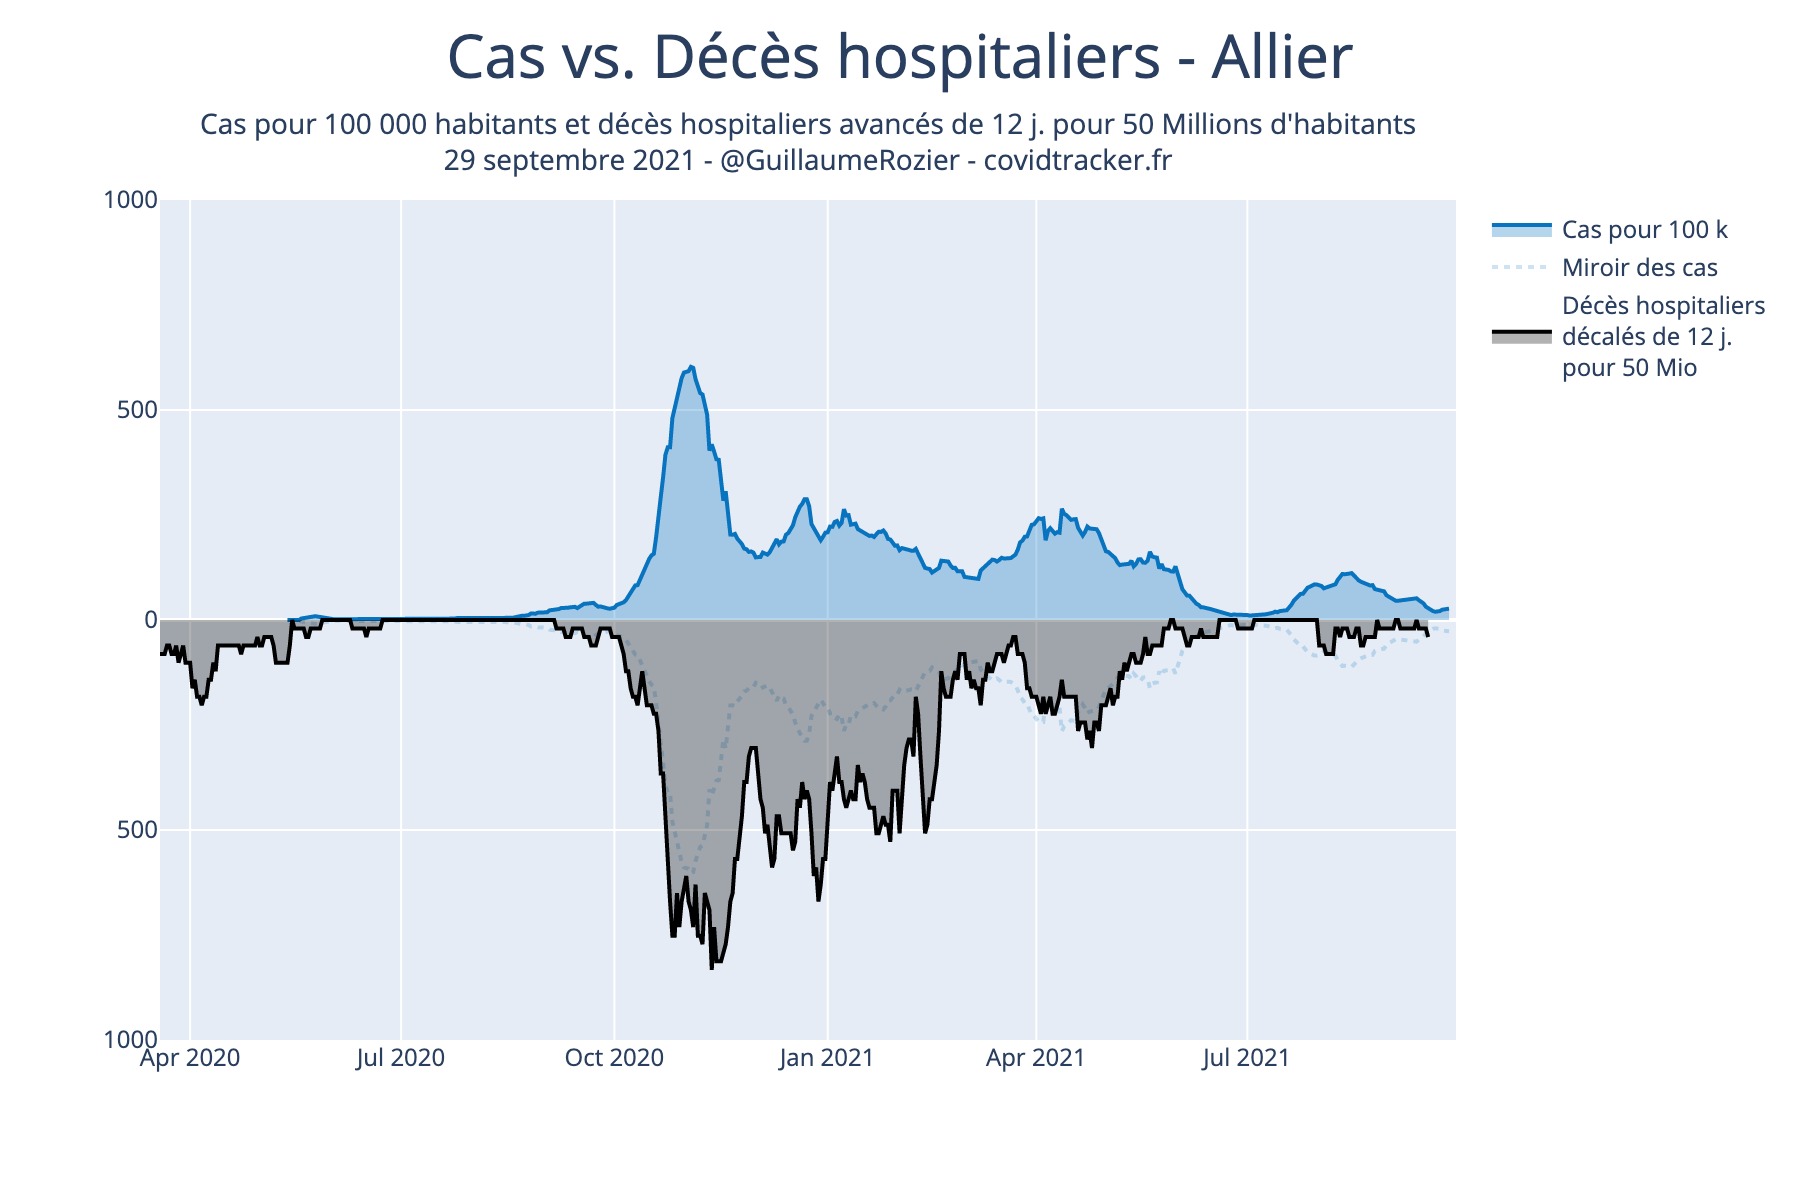 Cas vs. Décès hospitaliers - Allier
Cas pour 100 000 habitants et décès hospitaliers avancés de 12 j. pour 50 Millions d'habitants
29 septembre 2021 - @GuillaumeRozier - covidtracker.fr
1000
500
0
500
1000
Apr 2020
Jul 2020
Oct 2020
Jan 2021
Apr 2021
Jul 2021
Cas pour 100 k
Miroir des cas
Décès hospitaliers
décalés de 12 j.
pour 50 Mio